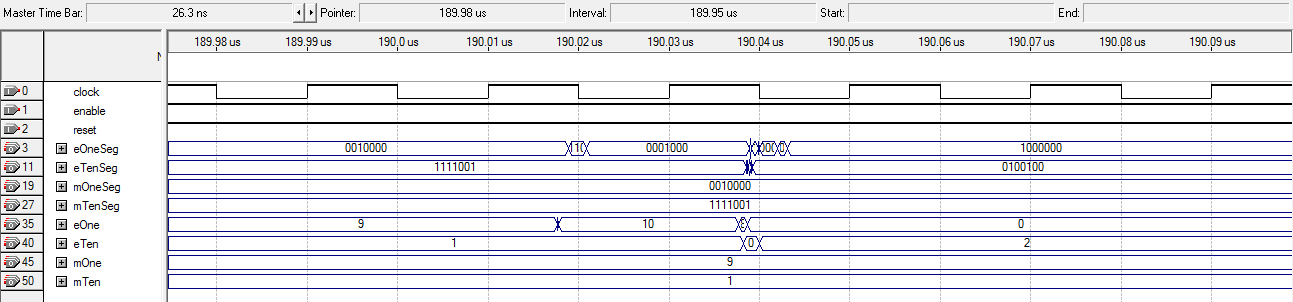 Master Time Bar: 26.3 ns Pointer: 189.98 us Interval: 189.95 us Start: End:
189.98 us 189.99 us 190.0 us 190.01 us 190.02 us 190.03 us 190.04 us 190.05 us 190.06 us 190.07 us 190.08 us 190.09 us
0 clock
1 enable
2 reset
3 eOneSeg 0010000 0001000 1000000
11 eTenSeg 1111001 0100100
19 mOneSeg 0010000
27 mTenSeg 1111001
35 eOne 9 10 0
40 eTen 1 0 2
45 mOne 9
50 mTen 1